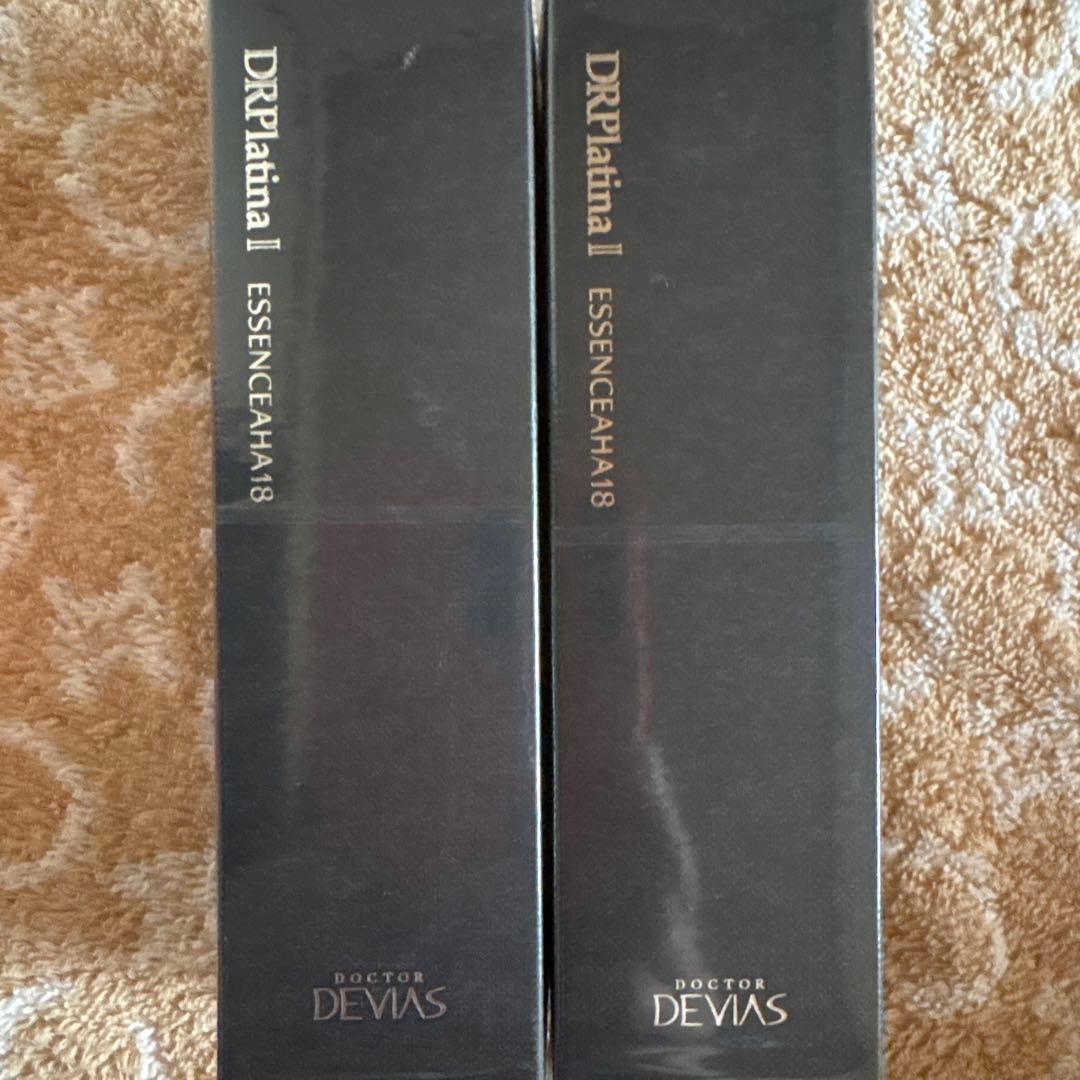 DRPlatina Ⅱ ESSENCEAHA18
DOCTOR
DEVIAS
DRPlatina Ⅱ ESSENCEAHA18
DOCTOR
DEVIAS